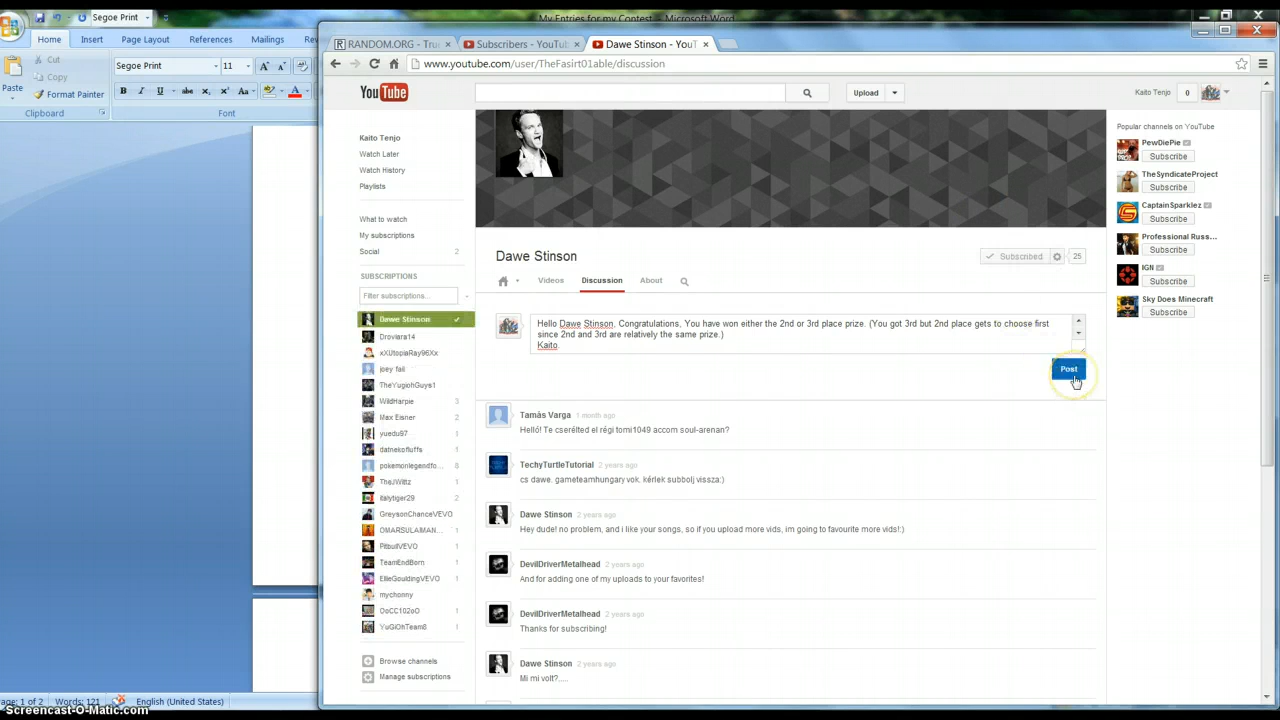 Segoe Print
My Entries for my Contest - Microsoft Word
Home Insert Page Layout References Mailings
Cut
Copy
Format Painter
Paste
Clipboard
Segoe Print 11
Font
RANDOM.ORG - Tru
Subscribers - YouTu
Dawe Stinson - YouT
www.youtube.com/user/TheFasirt01able/discussion
YouTube
Upload
Kaito Tenjo 0
Kaito Tenjo
Watch Later
Watch History
Playlists
What to watch
My subscriptions
Social 2
SUBSCRIPTIONS
Filter subscriptions...
Dawe Stinson
Droviara14
xXUtopiaRay96Xx
joey fail
TheYugiohGuys1
WildHarpie 3
Max Eisner 2
yuedu97 1
datnekofluffs 1
pokemonlegendfo... 8
TheJWittz 1
italytiger29 2
GreysonChanceVEVO
OMARSULAIMAN... 1
PitbullVEVO 1
TeamEndBorn 1
EllieGouldingVEVO 1
mychonny
OoCC102oO 1
YuGiOhTeam8 1
Browse channels
Manage subscriptions
Dawe Stinson
Subscribed 25
Videos Discussion About
Hello Dawe Stinson, Congratulations, You have won either the 2nd or 3rd place prize. (You got 3rd but 2nd place gets to choose first
since 2nd and 3rd are relatively the same prize.)
Kaito
Post
Tamás Varga 1 month ago
Helló! Te cserélted el régi tomi1049 accom soul-arenan?
TechyTurtleTutorial 2 years ago
cs dawe. gameteamhungary vok. kérlek subbolj vissza:)
Dawe Stinson 2 years ago
Hey dude! no problem, and i like your songs, so if you upload more vids, im going to favourite more vids!:)
DevilDriverMetalhead 2 years ago
And for adding one of my uploads to your favorites!
DevilDriverMetalhead 2 years ago
Thanks for subscribing!
Dawe Stinson 2 years ago
Mi mi volt?.....
Popular channels on YouTube
PewDiePie
Subscribe
TheSyndicateProject
Subscribe
CaptainSparklez
Subscribe
Professional Russ...
Subscribe
IGN
Subscribe
Sky Does Minecraft
Subscribe
Page: 1 of 2 Words: 121 English (United States)
Screencast-O-Matic.com